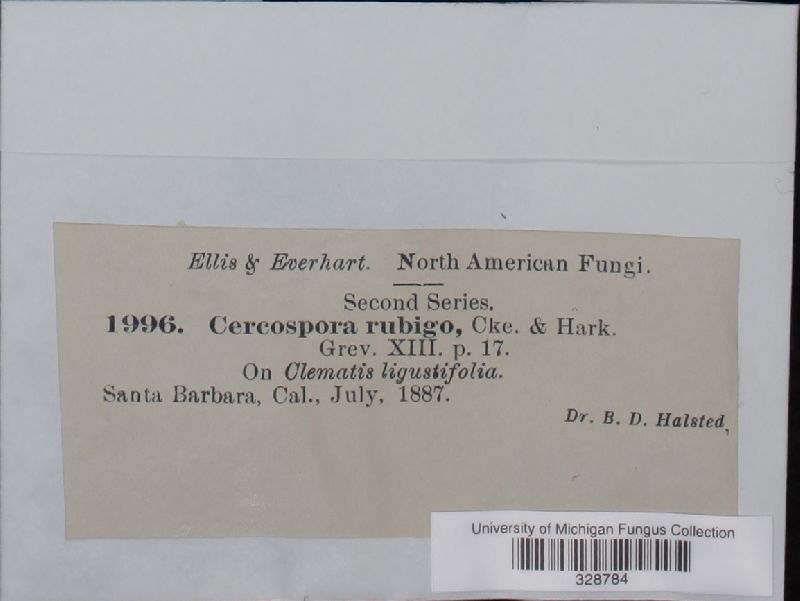 Ellis & Everhart. North American Fungi.
Second Series.
1996. Cercospora rubigo, Cke. & Hark.
Grev. XIII. p. 17.
On Clematis ligustifolia.
Santa Barbara, Cal., July, 1887.
Dr. B. D. Halsted,
University of Michigan Fungus Collection
328784